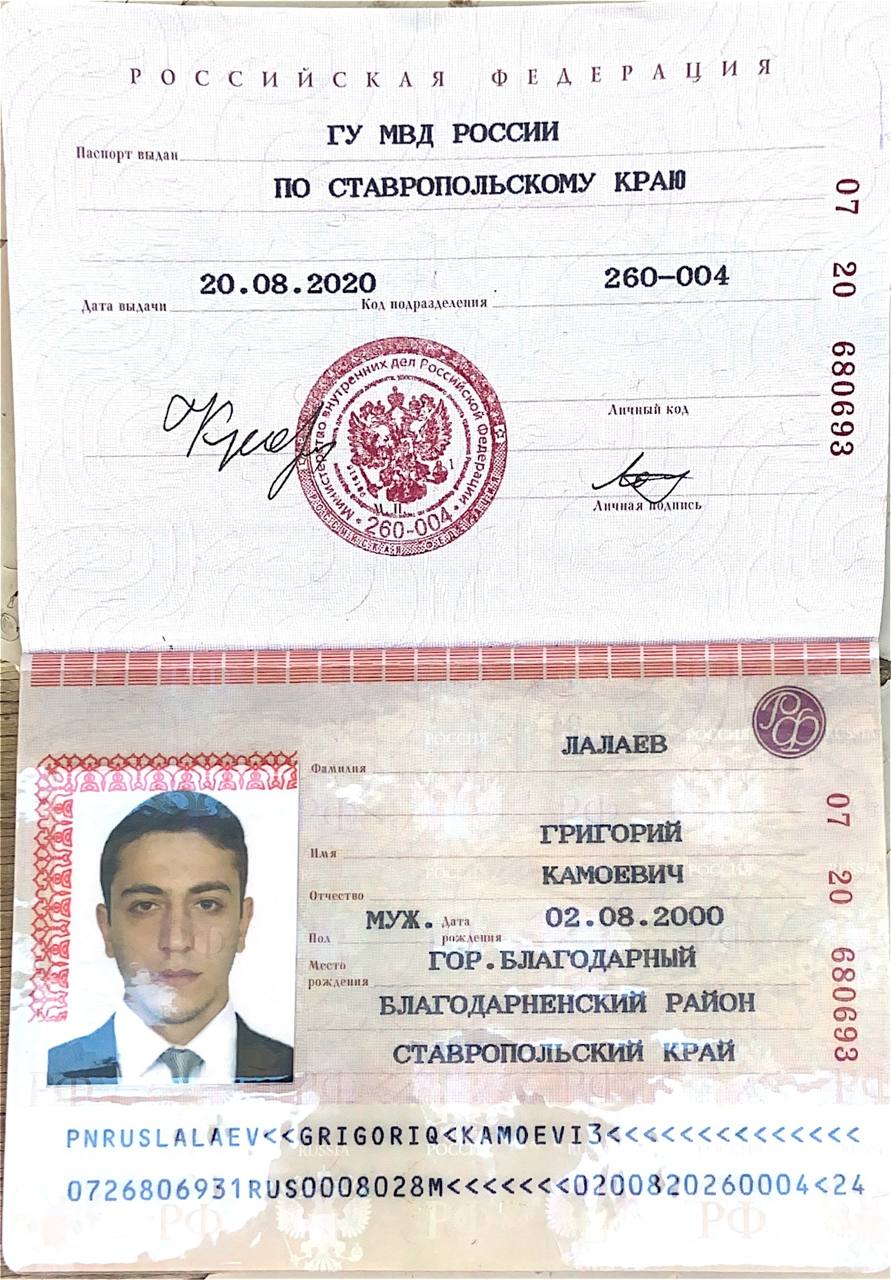 РОССИЙСКАЯ ФЕДЕРАЦИЯ
Паспорт выдан ГУ МВД РОССИИ
ПО СТАВРОПОЛЬСКОМУ КРАЮ
Дата выдачи 20.08.2020 Код подразделения 260-004
07 20 680693
Министерство внутренних дел Российской Федерации
М.П.
260-004
Личный код
Личная подпись
РФ
Фамилия ЛАЛАЕВ
Имя ГРИГОРИЙ
Отчество КАМОЕВИЧ
Пол МУЖ. Дата рождения 02.08.2000
Место рождения ГОР.БЛАГОДАРНЫЙ
БЛАГОДАРНЕНСКИЙ РАЙОН
СТАВРОПОЛЬСКИЙ КРАЙ
07 20 680693
PNRUSLALAEV<<GRIGORIQ<KAMOEVI3<<<<<<<<<<<<<<
0726806931RUS0008028M<<<<<<<0200820260004<24